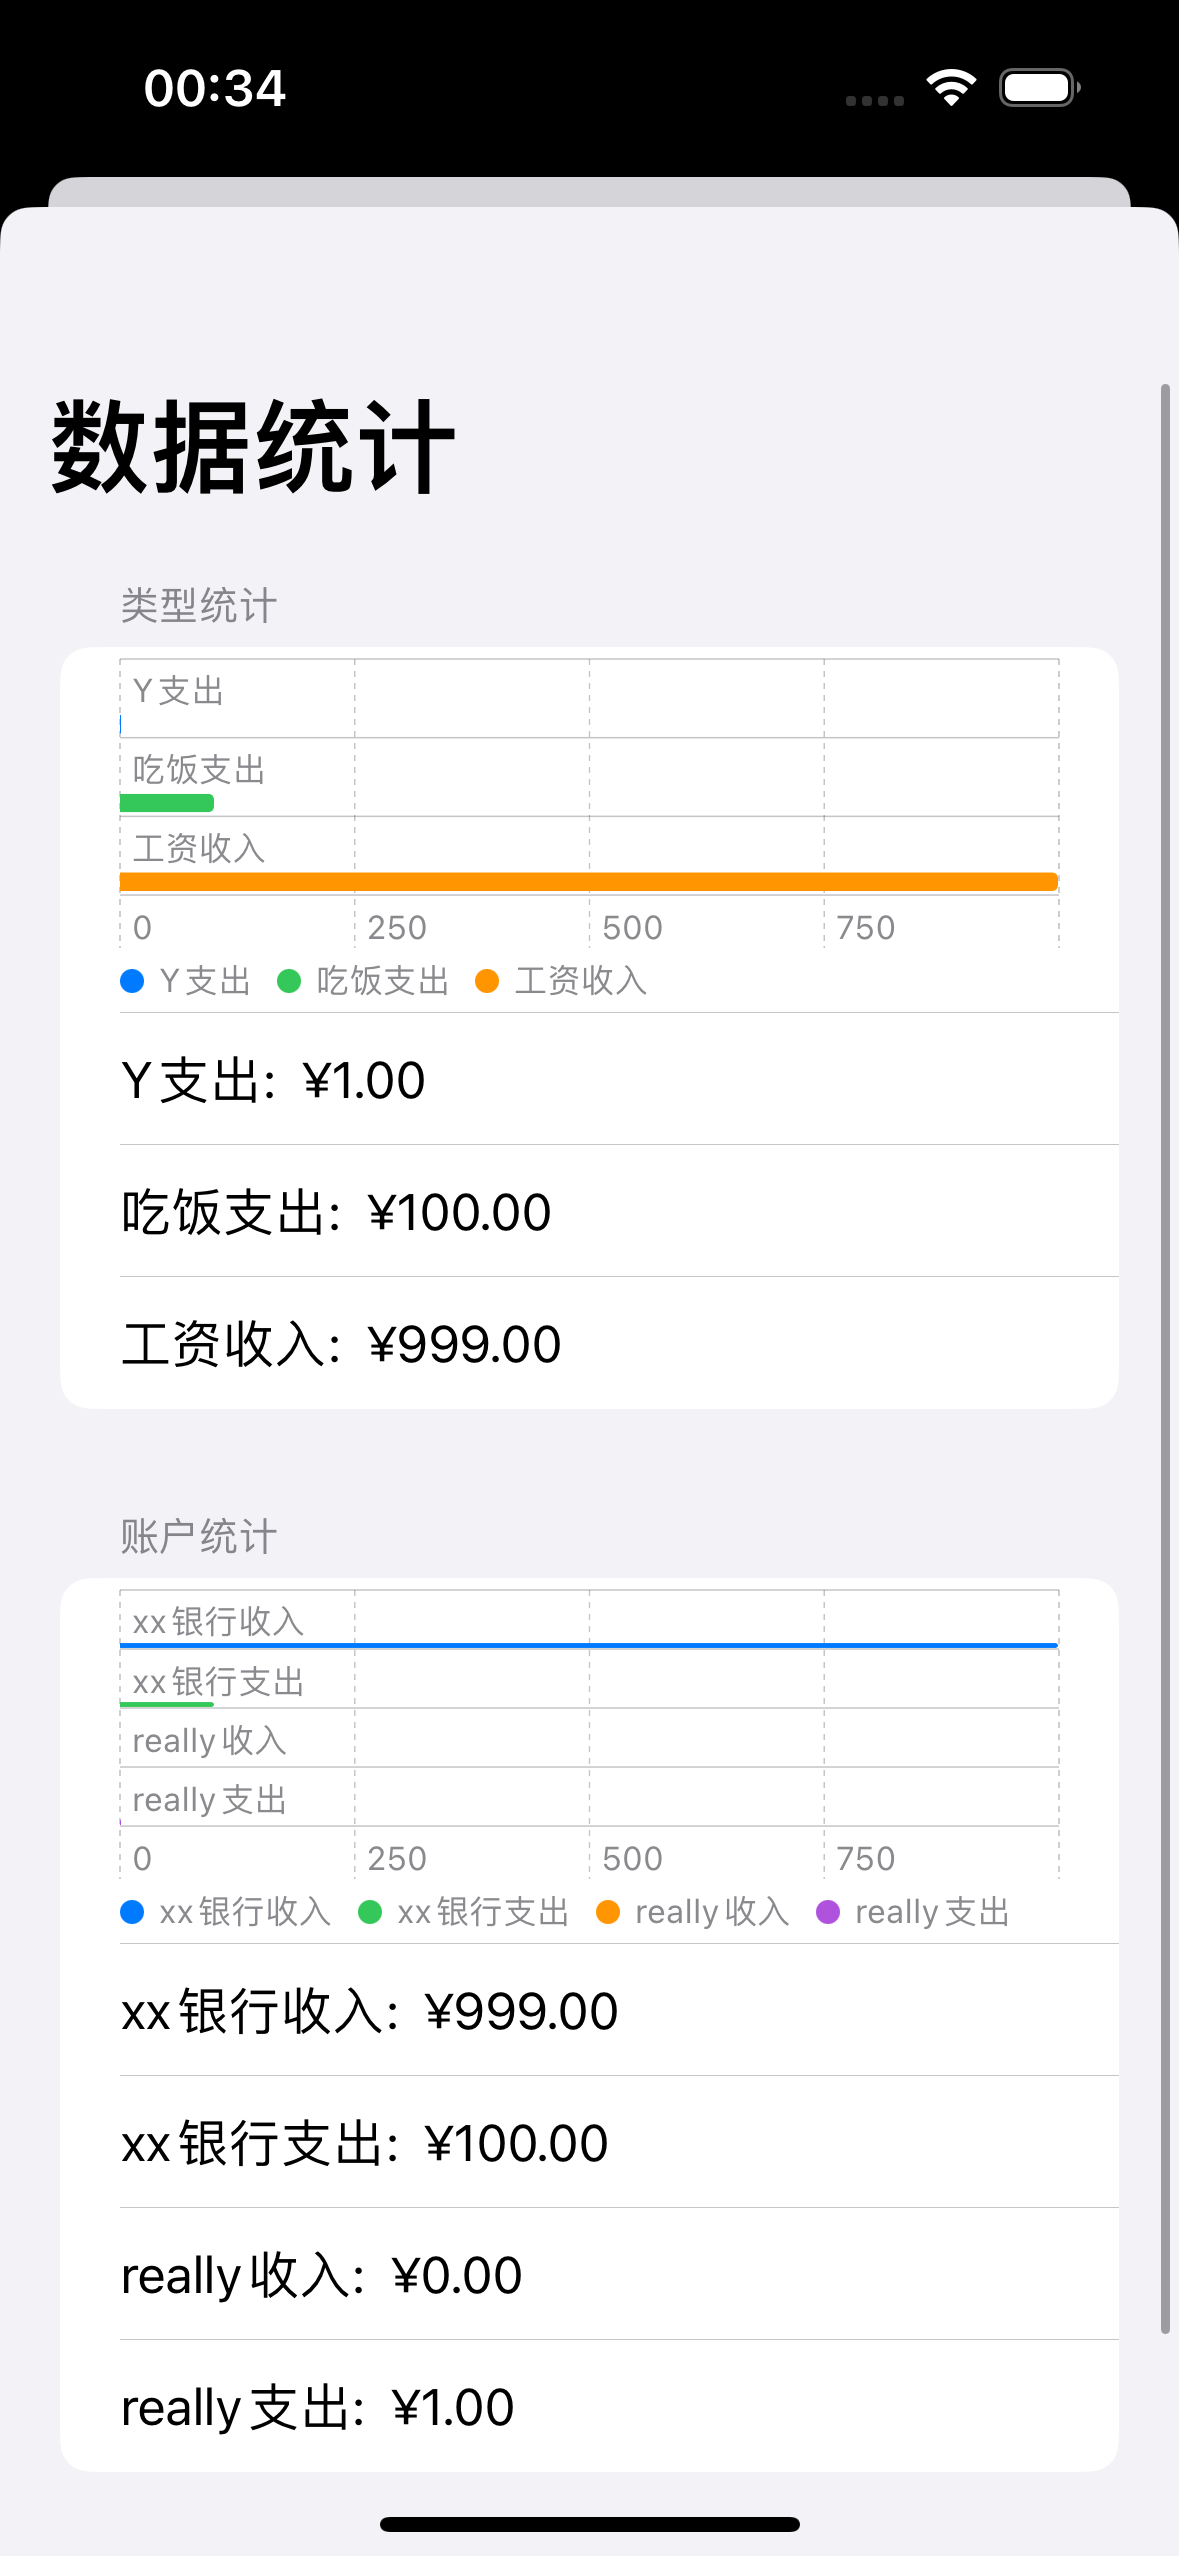 00:34
数据统计
类型统计
Y支出
吃饭支出
工资收入
0 250 500 750
Y支出 吃饭支出 工资收入
Y支出: ¥1.00
吃饭支出: ¥100.00
工资收入: ¥999.00
账户统计
xx银行收入
xx银行支出
really收入
really支出
0 250 500 750
xx银行收入 xx银行支出 really收入 really支出
xx银行收入: ¥999.00
xx银行支出: ¥100.00
really收入: ¥0.00
really支出: ¥1.00